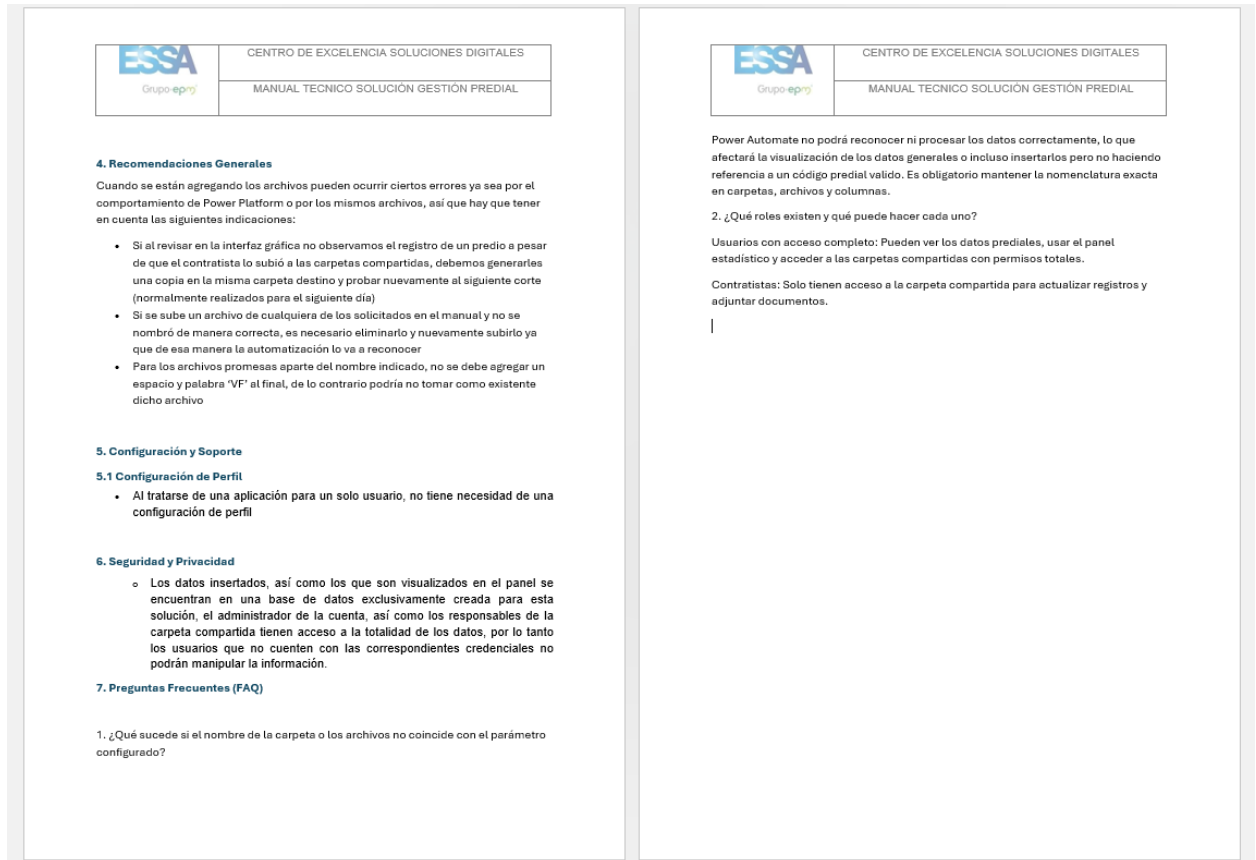 ESSA
Grupo·epm
CENTRO DE EXCELENCIA SOLUCIONES DIGITALES
MANUAL TECNICO SOLUCIÓN GESTIÓN PREDIAL
4. Recomendaciones Generales
Cuando se están agregando los archivos pueden ocurrir ciertos errores ya sea por el
comportamiento de Power Platform o por los mismos archivos, así que hay que tener
en cuenta las siguientes indicaciones:
• Si al revisar en la interfaz gráfica no observamos el registro de un predio a pesar
de que el contratista lo subió a las carpetas compartidas, debemos generarles
una copia en la misma carpeta destino y probar nuevamente al siguiente corte
(normalmente realizados para el siguiente día)
• Si se sube un archivo de cualquiera de los solicitados en el manual y no se
nombró de manera correcta, es necesario eliminarlo y nuevamente subirlo ya
que de esa manera la automatización lo va a reconocer
• Para los archivos promesas aparte del nombre indicado, no se debe agregar un
espacio y palabra ‘VF’ al final, de lo contrario podría no tomar como existente
dicho archivo
5. Configuración y Soporte
5.1 Configuración de Perfil
• Al tratarse de una aplicación para un solo usuario, no tiene necesidad de una
configuración de perfil
6. Seguridad y Privacidad
o Los datos insertados, así como los que son visualizados en el panel se
encuentran en una base de datos exclusivamente creada para esta
solución, el administrador de la cuenta, así como los responsables de la
carpeta compartida tienen acceso a la totalidad de los datos, por lo tanto
los usuarios que no cuenten con las correspondientes credenciales no
podrán manipular la información.
7. Preguntas Frecuentes (FAQ)
1. ¿Qué sucede si el nombre de la carpeta o los archivos no coincide con el parámetro
configurado?
ESSA
Grupo·epm
CENTRO DE EXCELENCIA SOLUCIONES DIGITALES
MANUAL TECNICO SOLUCIÓN GESTIÓN PREDIAL
Power Automate no podrá reconocer ni procesar los datos correctamente, lo que
afectará la visualización de los datos generales o incluso insertarlos pero no haciendo
referencia a un código predial valido. Es obligatorio mantener la nomenclatura exacta
en carpetas, archivos y columnas.
2. ¿Qué roles existen y qué puede hacer cada uno?
Usuarios con acceso completo: Pueden ver los datos prediales, usar el panel
estadístico y acceder a las carpetas compartidas con permisos totales.
Contratistas: Solo tienen acceso a la carpeta compartida para actualizar registros y
adjuntar documentos.